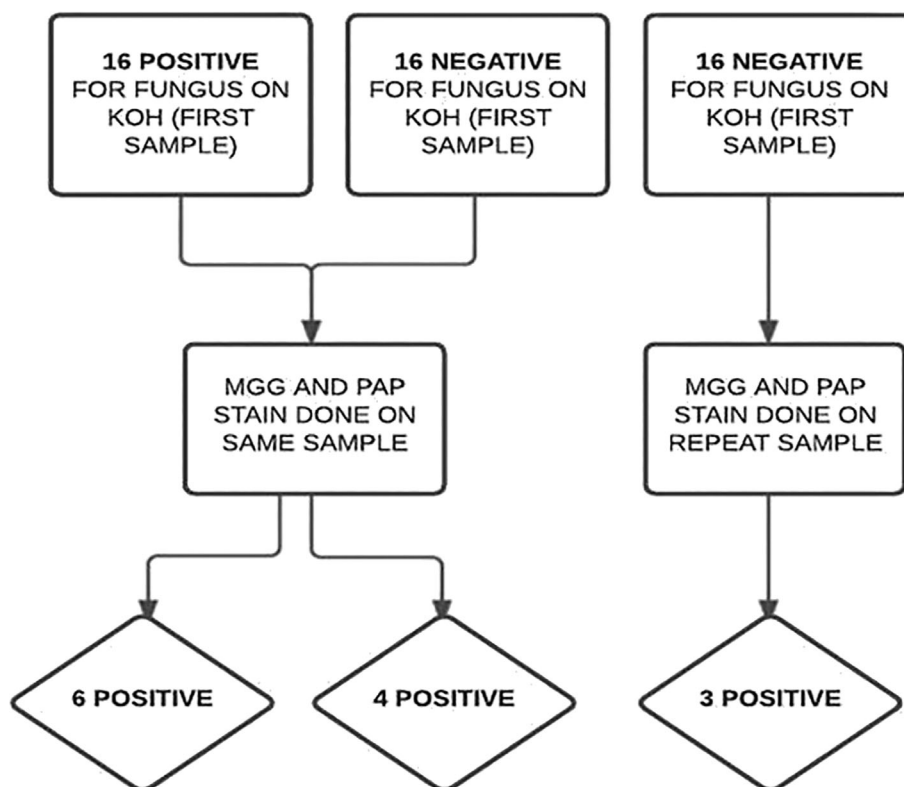 16 POSITIVE
FOR FUNGUS ON
KOH (FIRST
SAMPLE)
16 NEGATIVE
FOR FUNGUS ON
KOH (FIRST
SAMPLE)
16 NEGATIVE
FOR FUNGUS ON
KOH (FIRST
SAMPLE)
MGG AND PAP
STAIN DONE ON
SAME SAMPLE
MGG AND PAP
STAIN DONE ON
REPEAT SAMPLE
6 POSITIVE
4 POSITIVE
3 POSITIVE